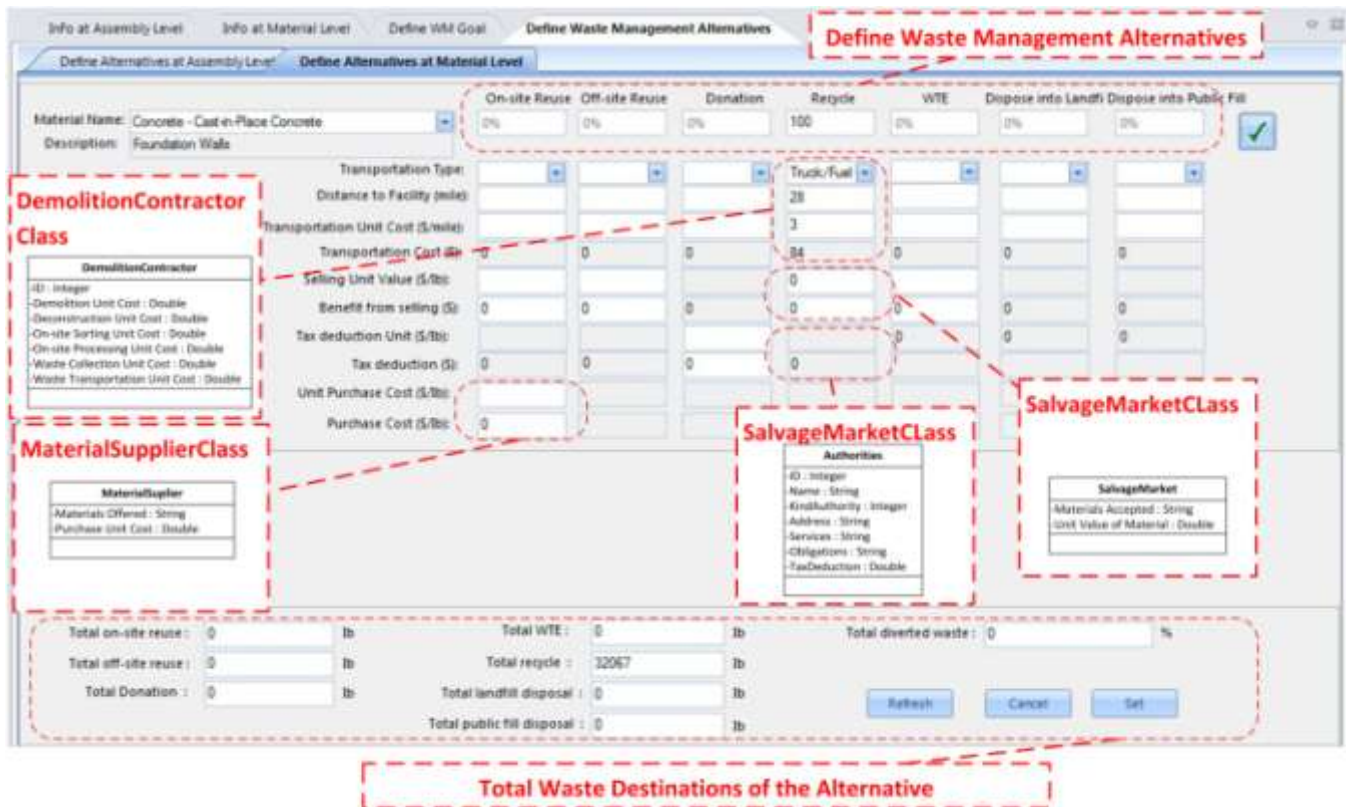 Info at Assembly Level Info at Material Level Define WM Goal Define Waste Management Alternatives
Define Waste Management Alternatives
Define Alternatives at Assembly Level Define Alternatives at Material Level
On-site Reuse Off-site Reuse Donation Recycle WTE Dispose into Landfi Dispose into Public Fill
Material Name: Concrete - Cast-in-Place Concrete 0% 0% 0% 100 0% 0% 0%
Description: Foundation Walls
Transportation Type: Truck/Fuel
Distance to Facility (mile): 28
Transportation Unit Cost ($/mile): 3
Transportation Cost ($): 0 0 0 84 0 0 0
Selling Unit Value ($/lb): 0
Benefit from selling ($): 0 0 0 0 0 0 0
Tax deduction Unit ($/lb): 0 0 0
Tax deduction ($): 0 0 0 0
Unit Purchase Cost ($/lb):
Purchase Cost ($/lb): 0
DemolitionContractor
Class
DemolitionContractor
-ID : Integer
-Demolition Unit Cost : Double
-Deconstruction Unit Cost : Double
-On-site Sorting Unit Cost : Double
-On-site Processing Unit Cost : Double
-Waste Collection Unit Cost : Double
-Waste Transportation Unit Cost : Double
MaterialSupplierClass
MaterialSuplier
-Materials Offered : String
-Purchase Unit Cost : Double
SalvageMarketCLass
Authorities
-ID : Integer
-Name : String
-KindAuthority : Integer
-Address : String
-Services : String
-Obligations : String
-TaxDeduction : Double
SalvageMarketCLass
SalvageMarket
-Materials Accepted : String
-Unit Value of Material : Double
Total on-site reuse : 0 lb Total WTE : 0 lb Total diverted waste : 0 %
Total off-site reuse : 0 lb Total recycle : 32067 lb
Total Donation : 0 lb Total landfill disposal : 0 lb
Total public fill disposal : 0 lb
Refresh Cancel Set
Total Waste Destinations of the Alternative